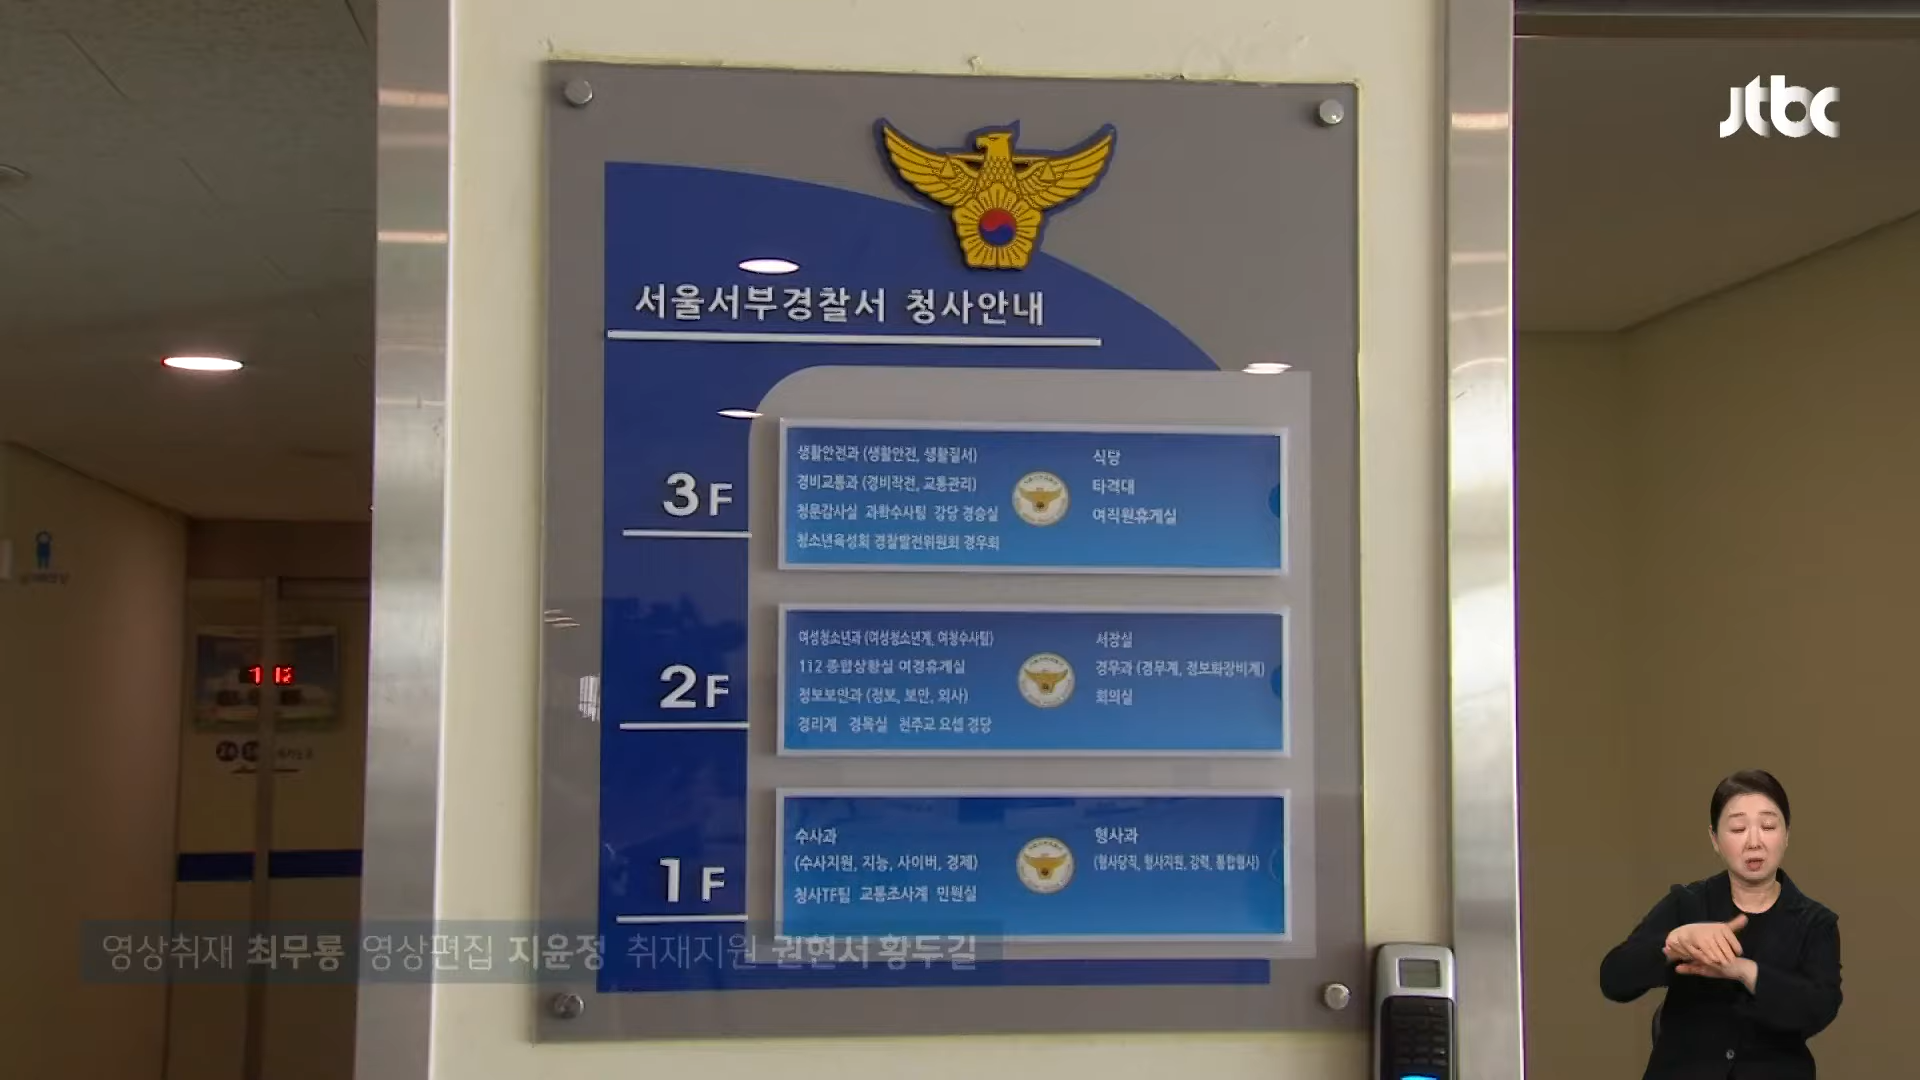 jtbc
서울서부경찰서 청사안내
3F
생활안전과 (생활안전, 생활질서)
경비교통과 (경비작전, 교통관리)
청문감사실 과학수사팀 강당 경승실
청소년육성회 경찰발전위원회 경우회
식당
타격대
여직원휴게실
2F
여성청소년과 (여성청소년계, 여청수사팀)
112 종합상황실 여경휴게실
정보보안과 (정보, 보안, 외사)
경리계 경목실 천주교 요셉 경당
서장실
경무과 (경무계, 정보화장비계)
회의실
1F
수사과
(수사지원, 지능, 사이버, 경제)
청사TF팀 교통조사계 민원실
형사과
(형사당직, 형사지원, 강력, 통합형사)
영상취재 최무룡 영상편집 지윤정 취재지원 권현서 황두길